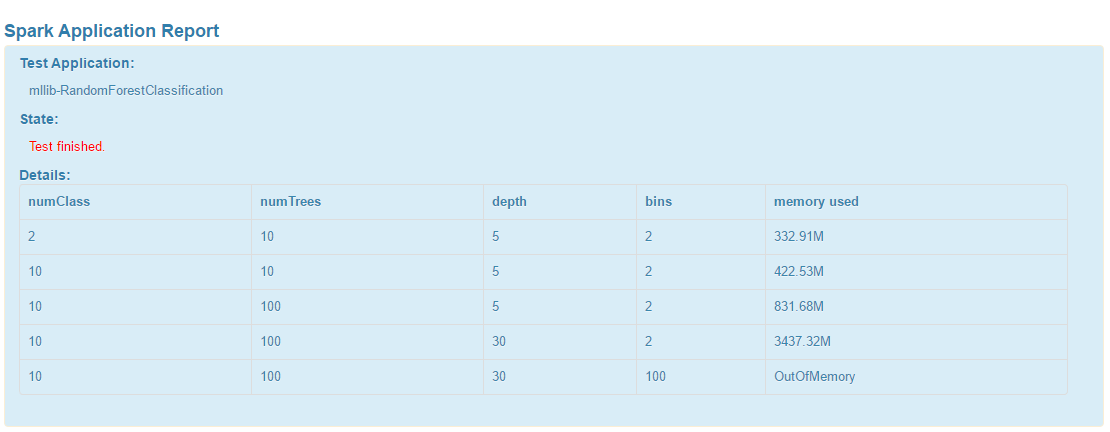 Spark Application Report
Test Application:
mllib-RandomForestClassification
State:
Test finished.
Details:
numClass numTrees depth bins memory used
2 10 5 2 332.91M
10 10 5 2 422.53M
10 100 5 2 831.68M
10 100 30 2 3437.32M
10 100 30 100 OutOfMemory